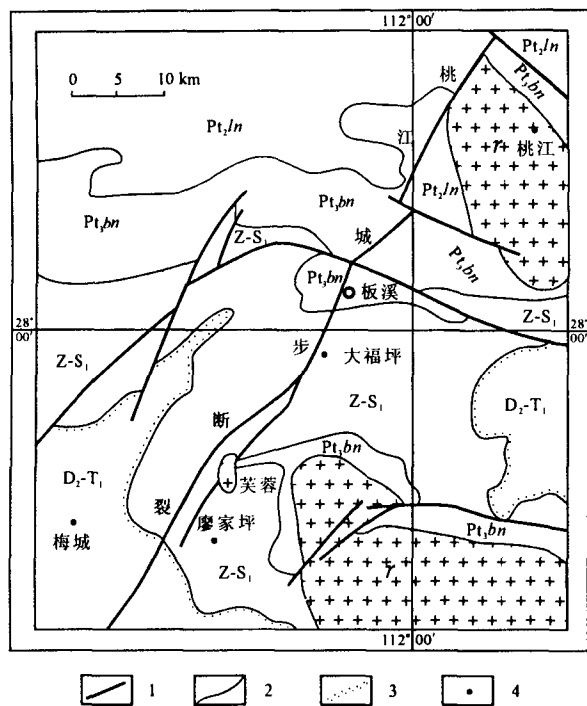 112°00′
0 5 10 km
Pt₂ln
Pt₃bn
桃
Pt₂ln
江
r
桃江
Pt₂ln
Pt₃bn
Pt₃bn
城
Z-S₁
Pt₃bn
Pt₃bn
板溪
28°
00′
Z-S₁
28°
00′
步
大福坪
Z-S₁
Z-S₁
D₂-T₁
断
Pt₃bn
D₂-T₁
芙蓉
裂
梅城
廖家坪
Pt₃bn
Z-S₁
r
112°00′
1 2 3 4